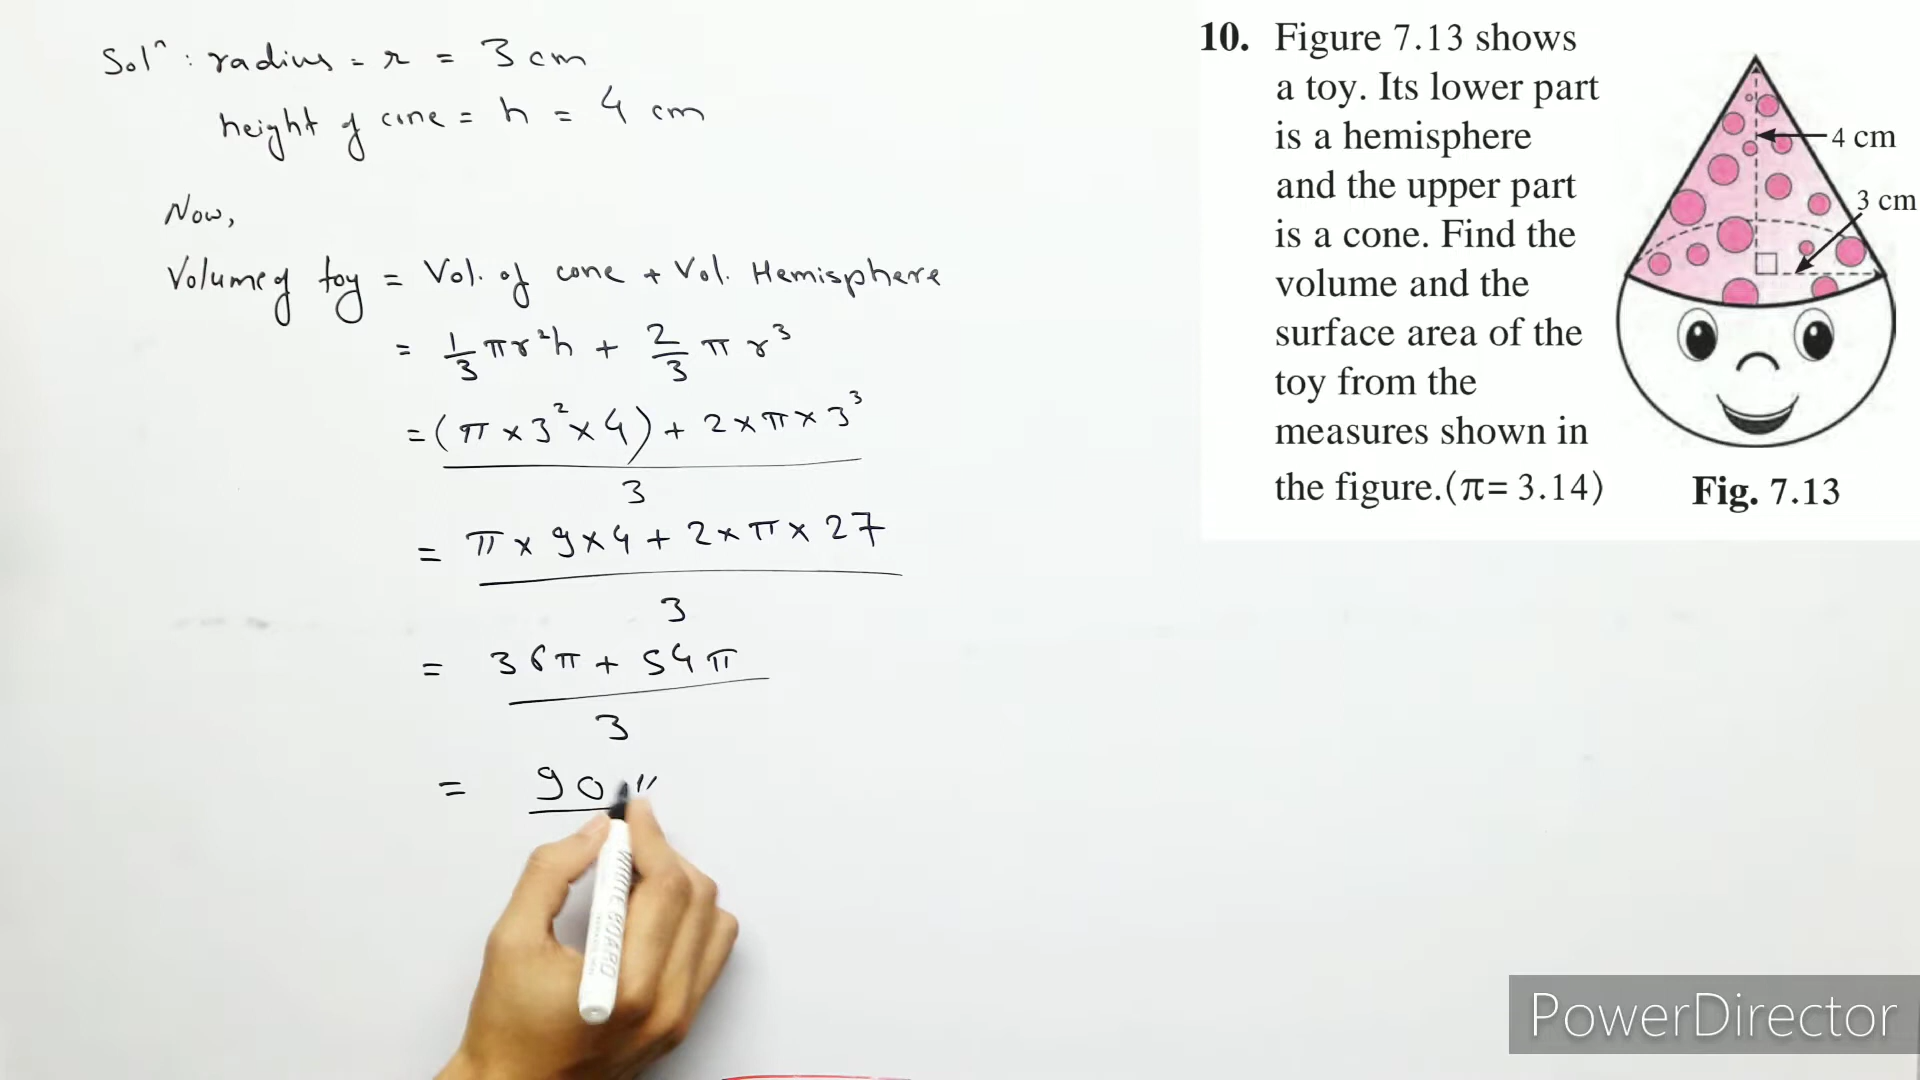 Solⁿ : radius = r = 3 cm
height of cone = h = 4 cm
Now,
Volume of toy = Vol. of cone + Vol. Hemisphere
= 1/3 πr²h + 2/3 π r³
= (π × 3² × 4) + 2 × π × 3³
3
= π × 9 × 4 + 2 × π × 27
3
= 36π + 54π
3
= 90 π
10. Figure 7.13 shows
a toy. Its lower part
is a hemisphere
and the upper part
is a cone. Find the
volume and the
surface area of the
toy from the
measures shown in
the figure.(π= 3.14)
4 cm
3 cm
Fig. 7.13
WHITE BOARD
PowerDirector